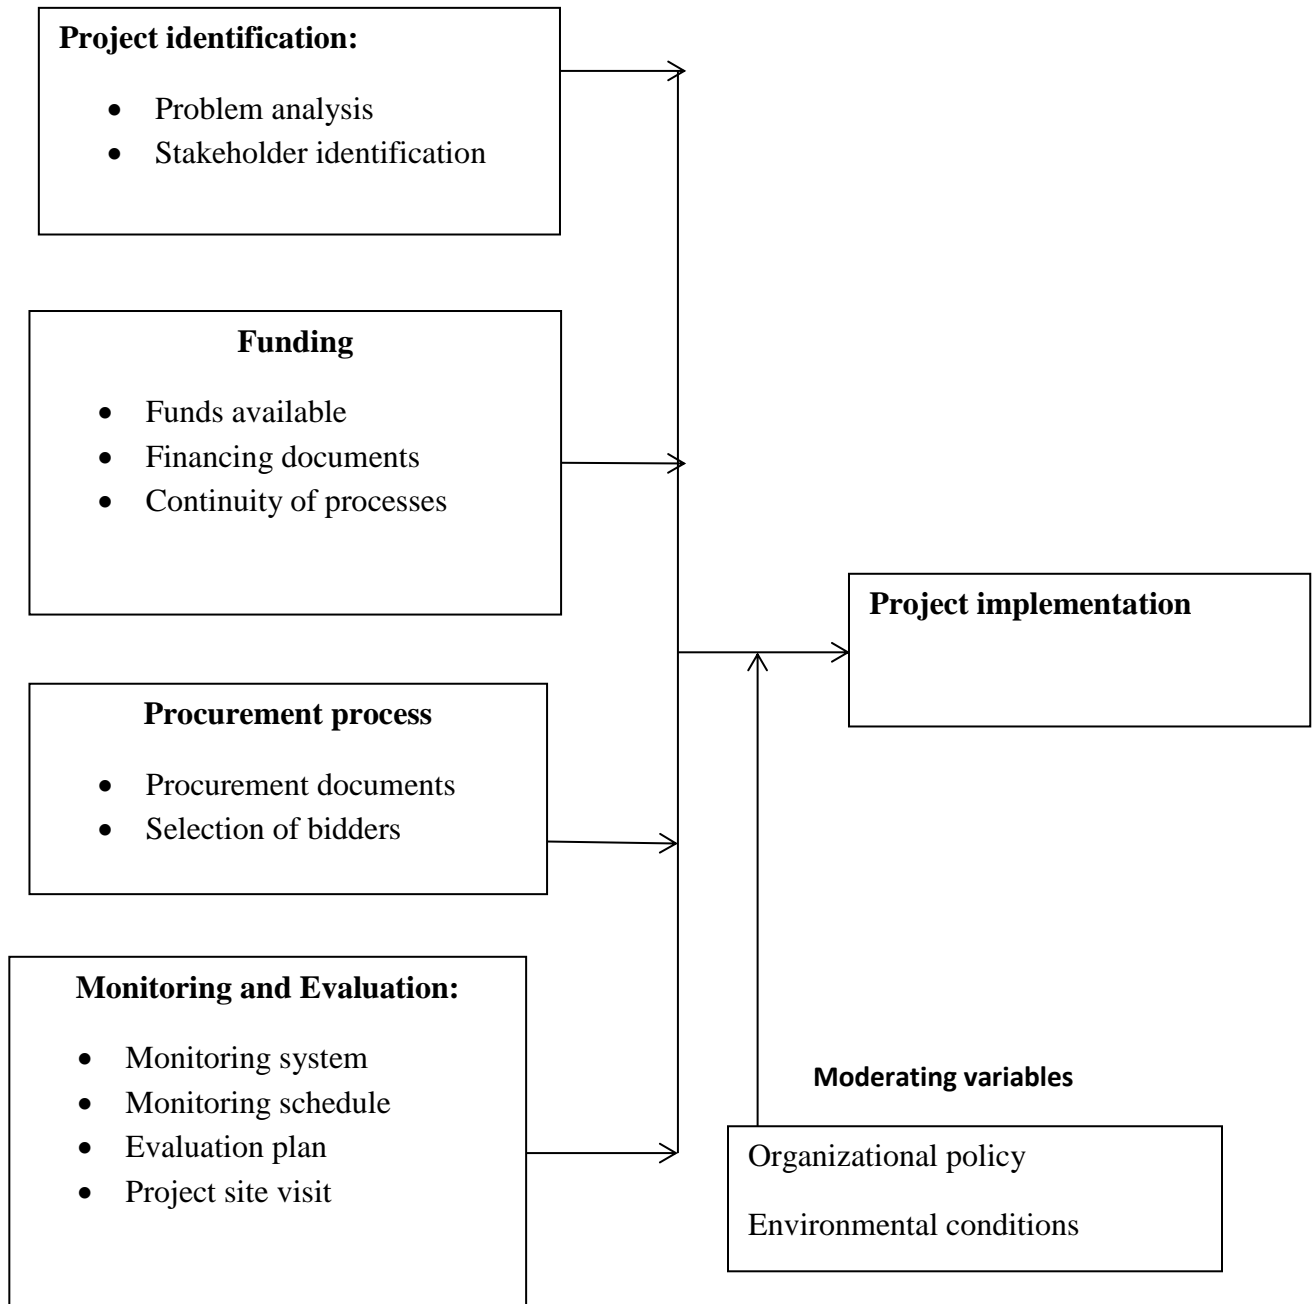 Project identification:
• Problem analysis
• Stakeholder identification
Funding
• Funds available
• Financing documents
• Continuity of processes
Project implementation
Procurement process
• Procurement documents
• Selection of bidders
Monitoring and Evaluation:
• Monitoring system
• Monitoring schedule
• Evaluation plan
• Project site visit
Moderating variables
Organizational policy
Environmental conditions